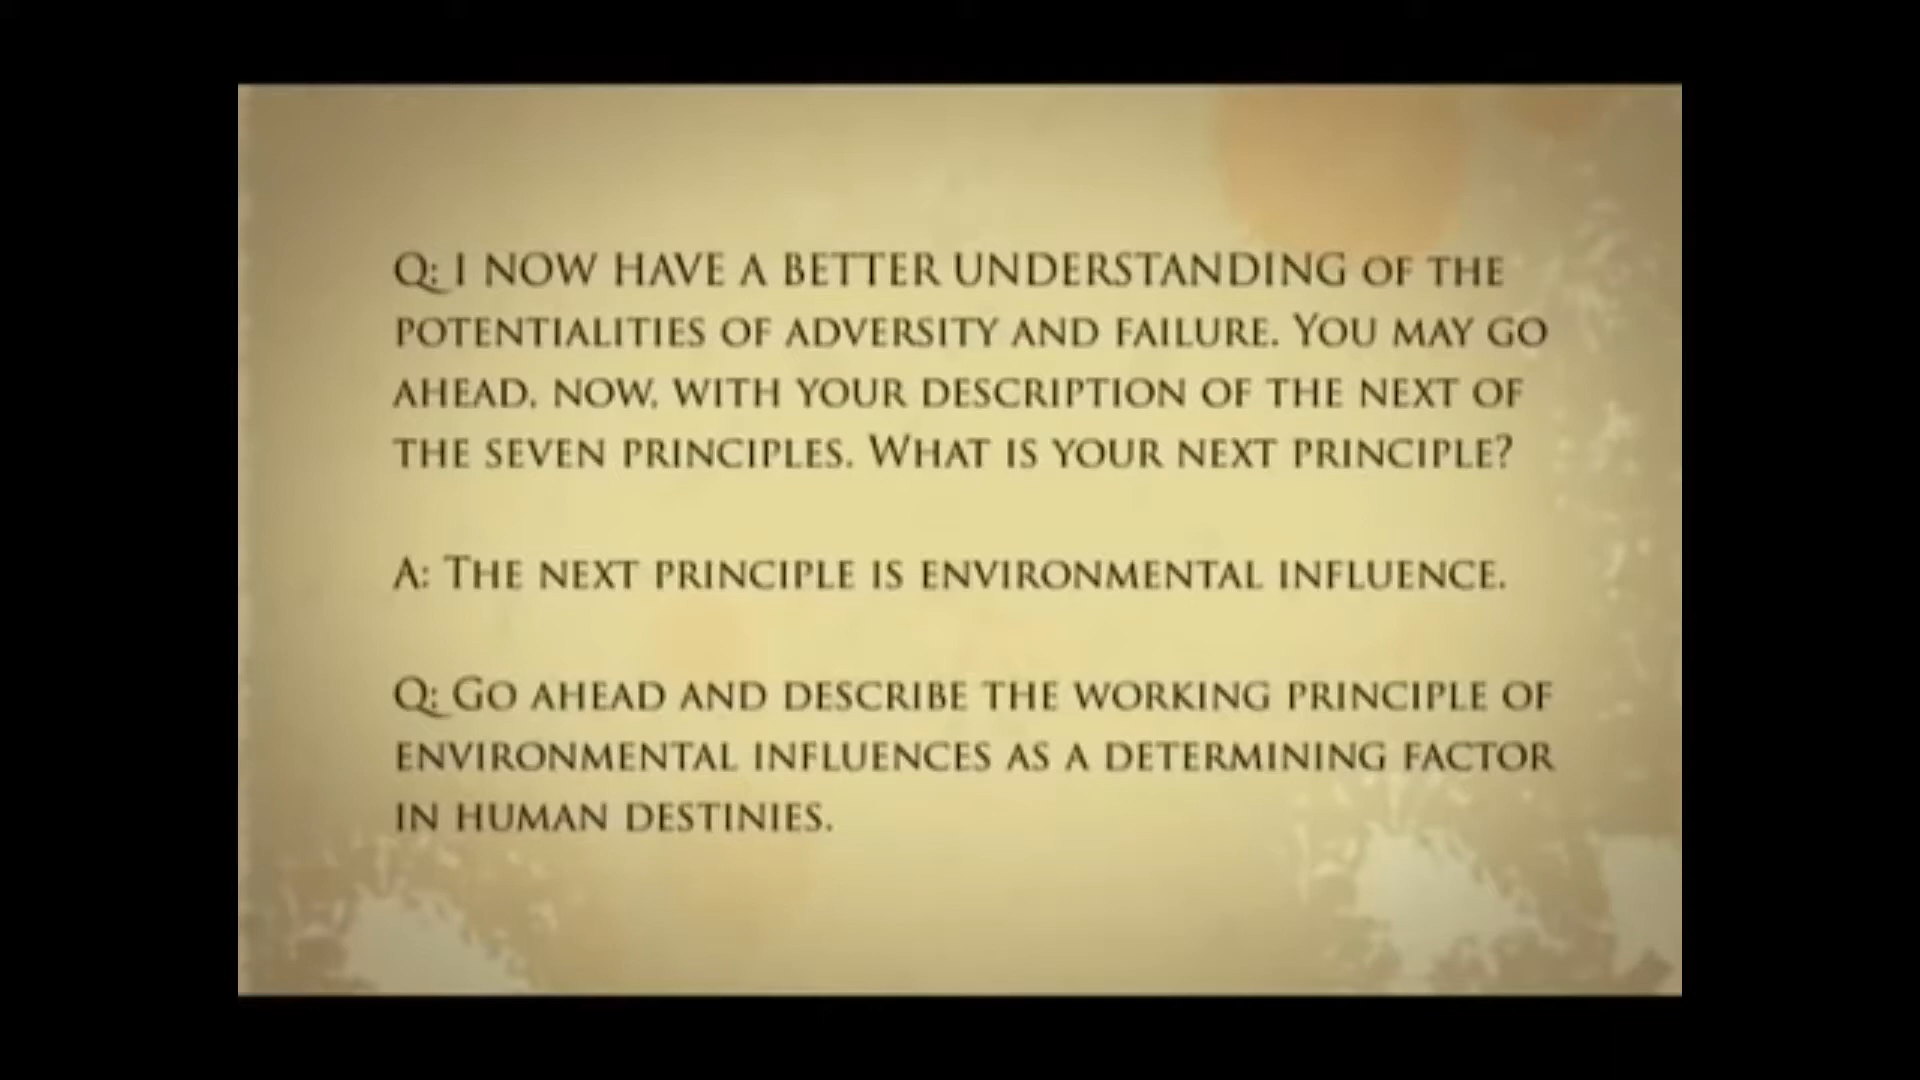 Q: I NOW HAVE A BETTER UNDERSTANDING OF THE
POTENTIALITIES OF ADVERSITY AND FAILURE. YOU MAY GO
AHEAD, NOW, WITH YOUR DESCRIPTION OF THE NEXT OF
THE SEVEN PRINCIPLES. WHAT IS YOUR NEXT PRINCIPLE?
A: THE NEXT PRINCIPLE IS ENVIRONMENTAL INFLUENCE.
Q: GO AHEAD AND DESCRIBE THE WORKING PRINCIPLE OF
ENVIRONMENTAL INFLUENCES AS A DETERMINING FACTOR
IN HUMAN DESTINIES.